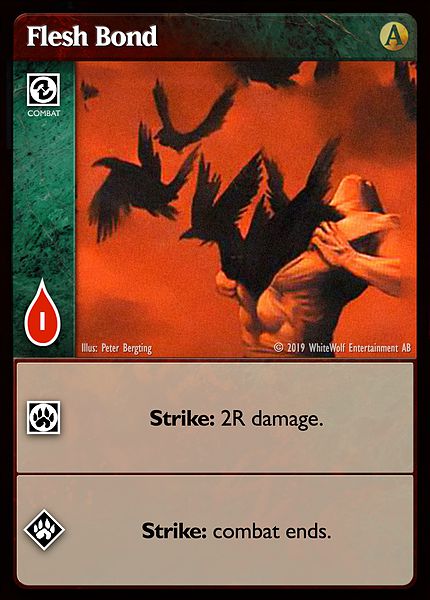 Flesh Bond
A
COMBAT
1
Illus: Peter Bergting
© 2019 WhiteWolf Entertainment AB
Strike: 2R damage.
Strike: combat ends.